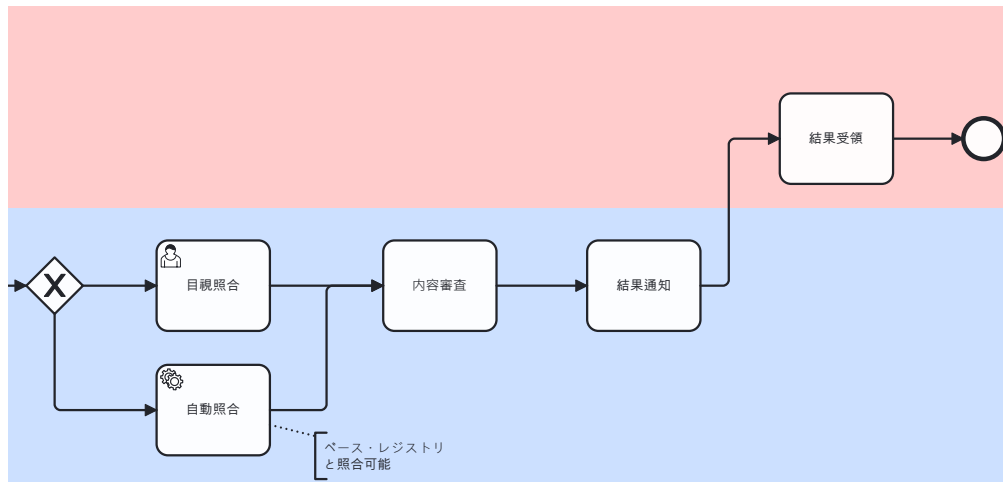 結果受領
目視照合
内容審査
結果通知
自動照合
ベース・レジストリ
と照合可能